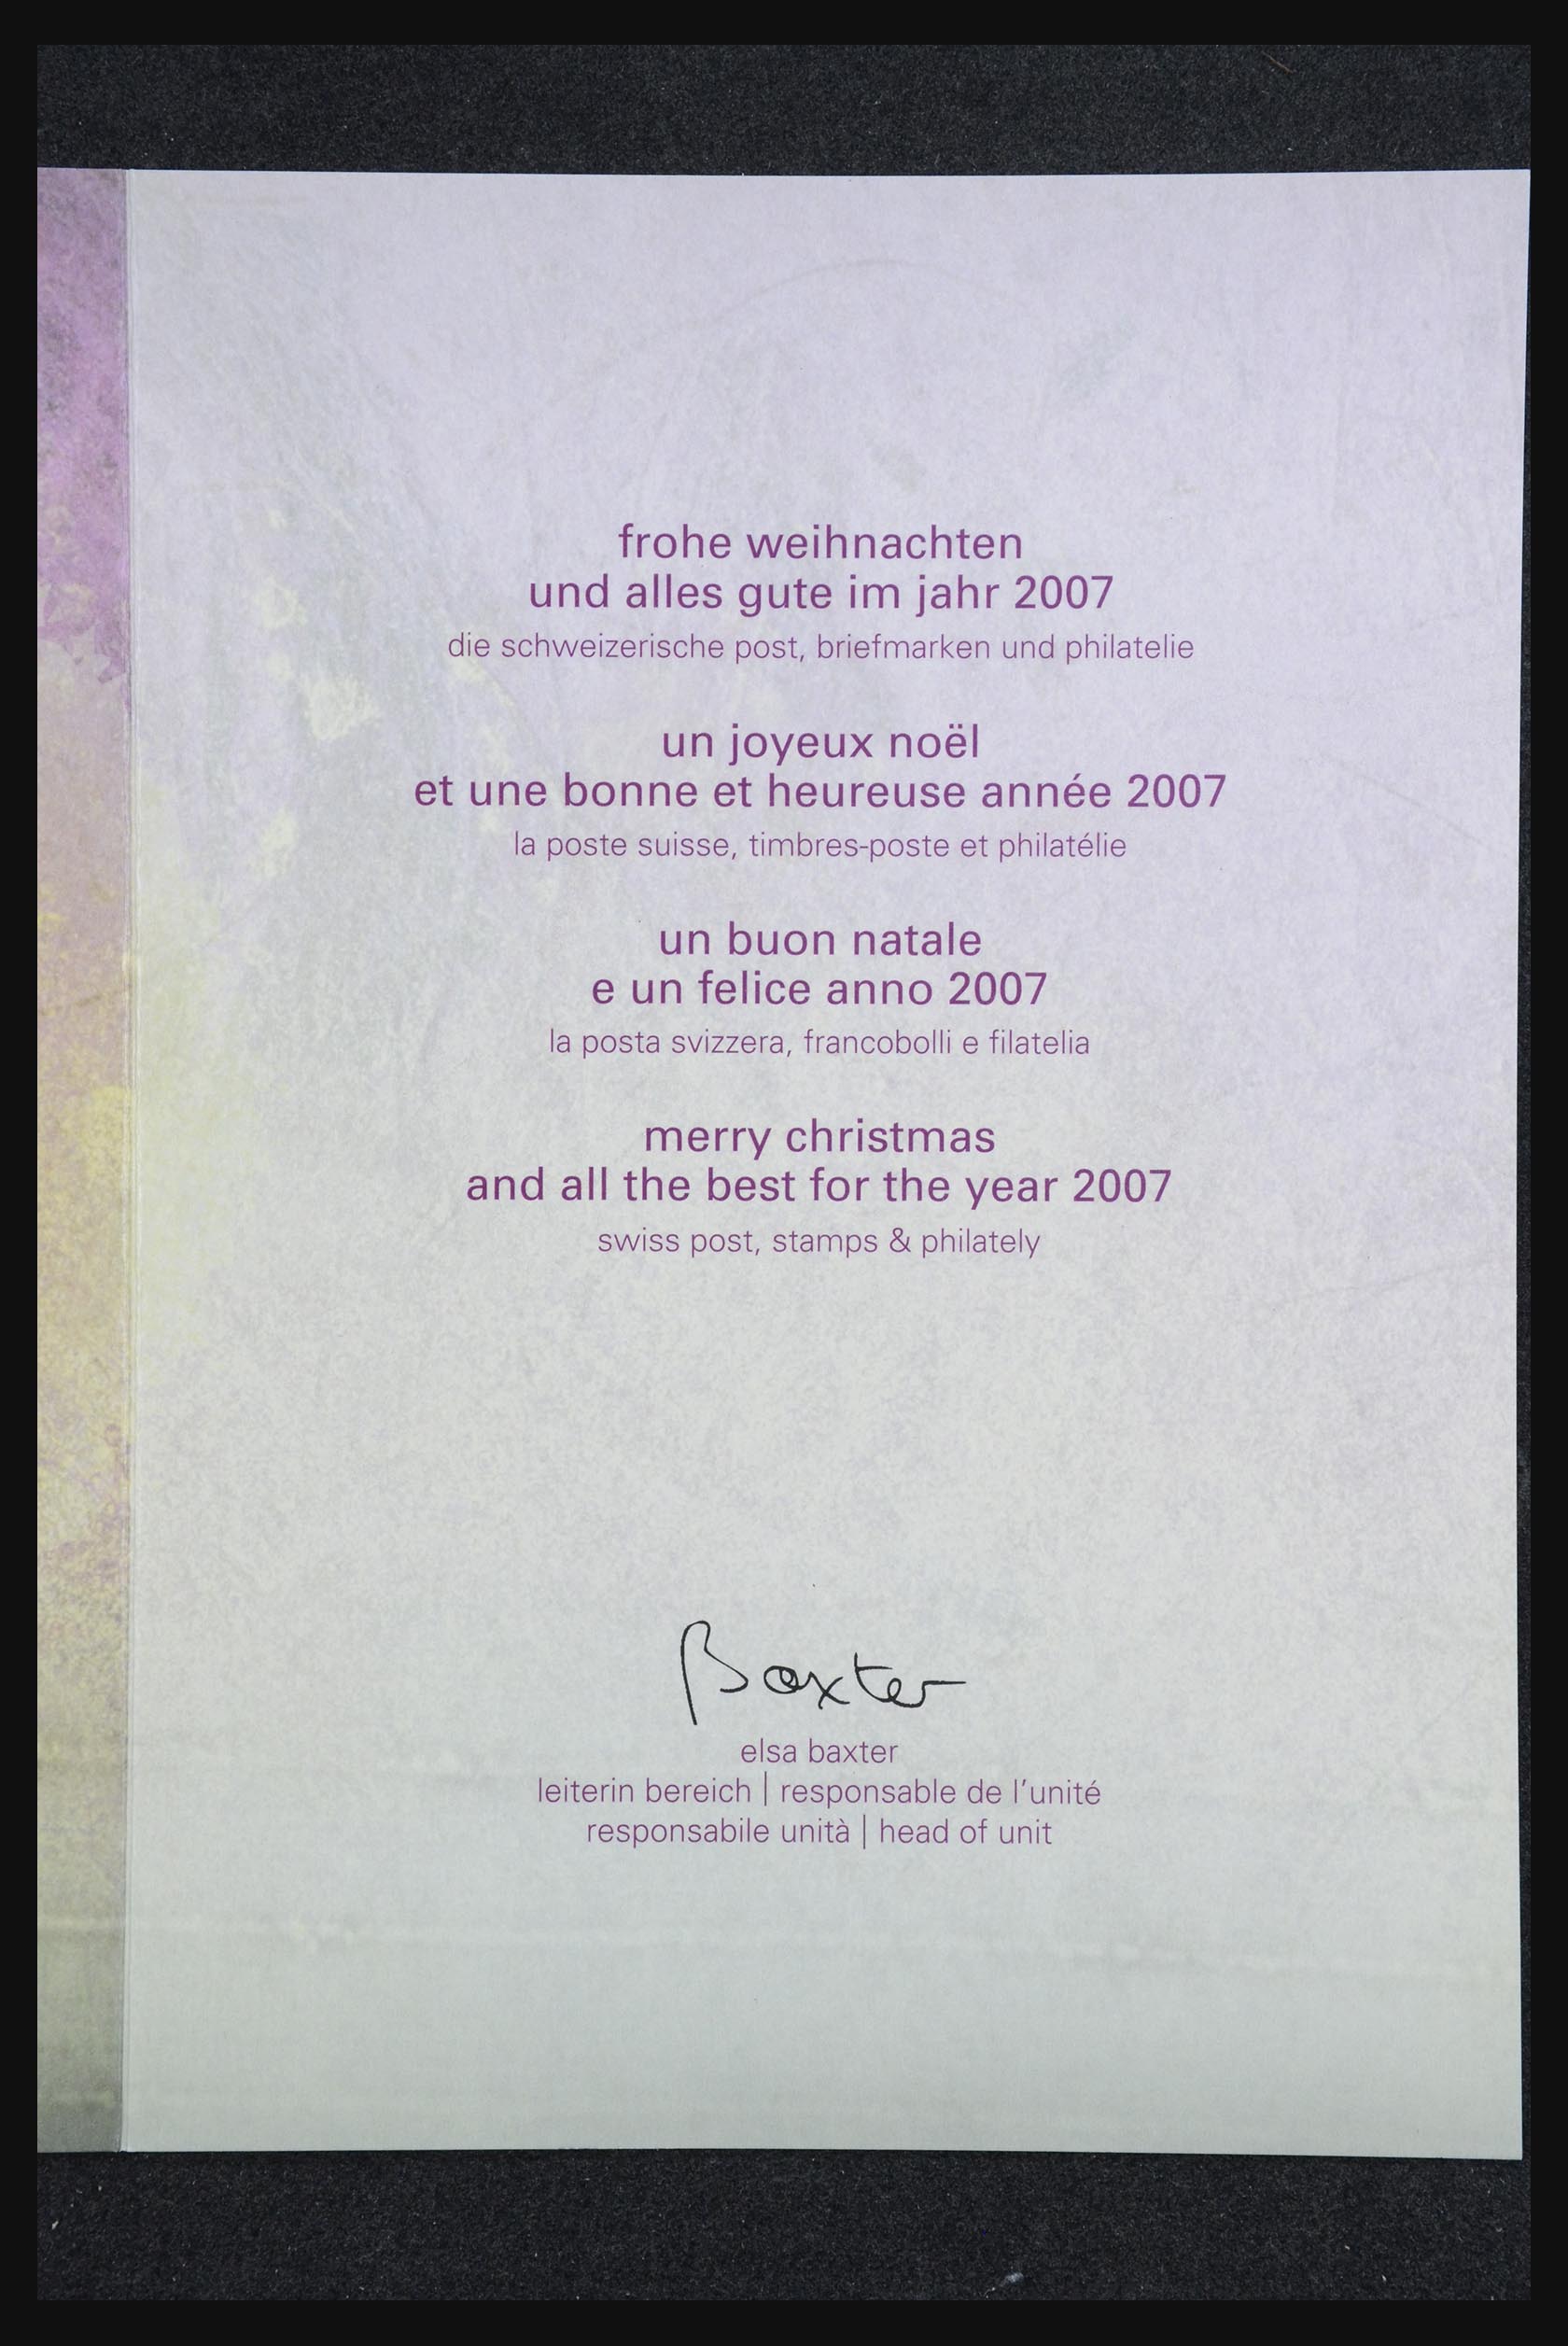 frohe weihnachten
und alles gute im jahr 2007
die schweizerische post, briefmarken und philatelie
un joyeux noël
et une bonne et heureuse année 2007
la poste suisse, timbres-poste et philatélie
un buon natale
e un felice anno 2007
la posta svizzera, francobolli e filatelia
merry christmas
and all the best for the year 2007
swiss post, stamps & philately
Baxter
elsa baxter
leiterin bereich | responsable de l'unité
responsabile unità | head of unit